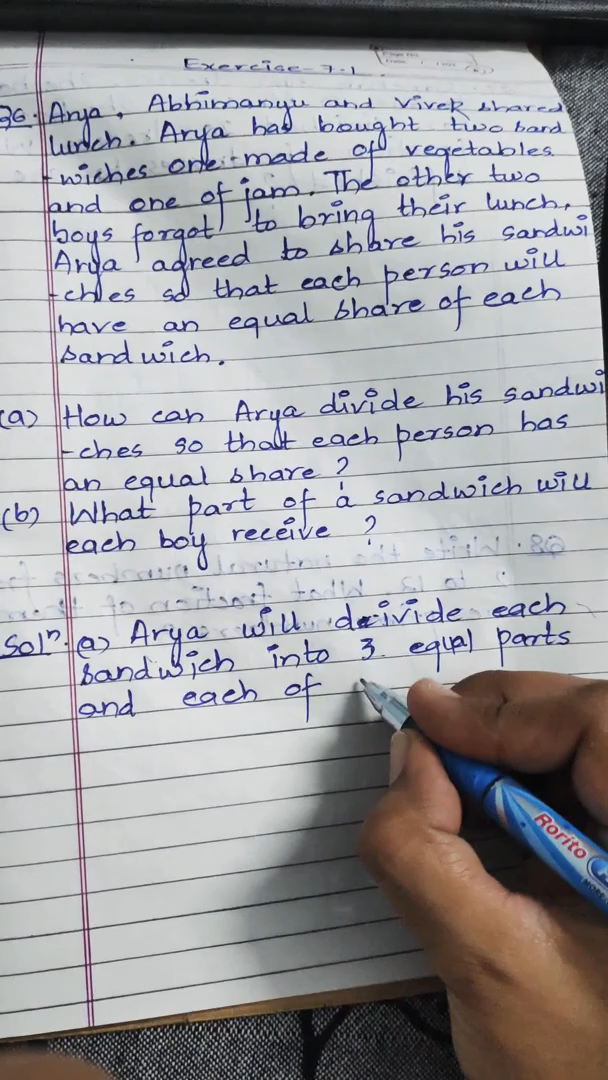 Exercise-7.1
36. Arya, Abhimanyu and Vivek shared
lunch. Arya had bought two sand
-wiches one-made of vegetables
and one of jam. The other two
boys forgot to bring their lunch.
Arya agreed to share his sandwi
-ches so that each person will
have an equal share of each
sandwich.
(a) How can Arya divide his sandwi
-ches so that each person has
an equal share ?
(b) What part of a sandwich will
each boy receive ?
Solⁿ. (a) Arya will divide each
sandwich into 3 equal parts
and each of
Rorito